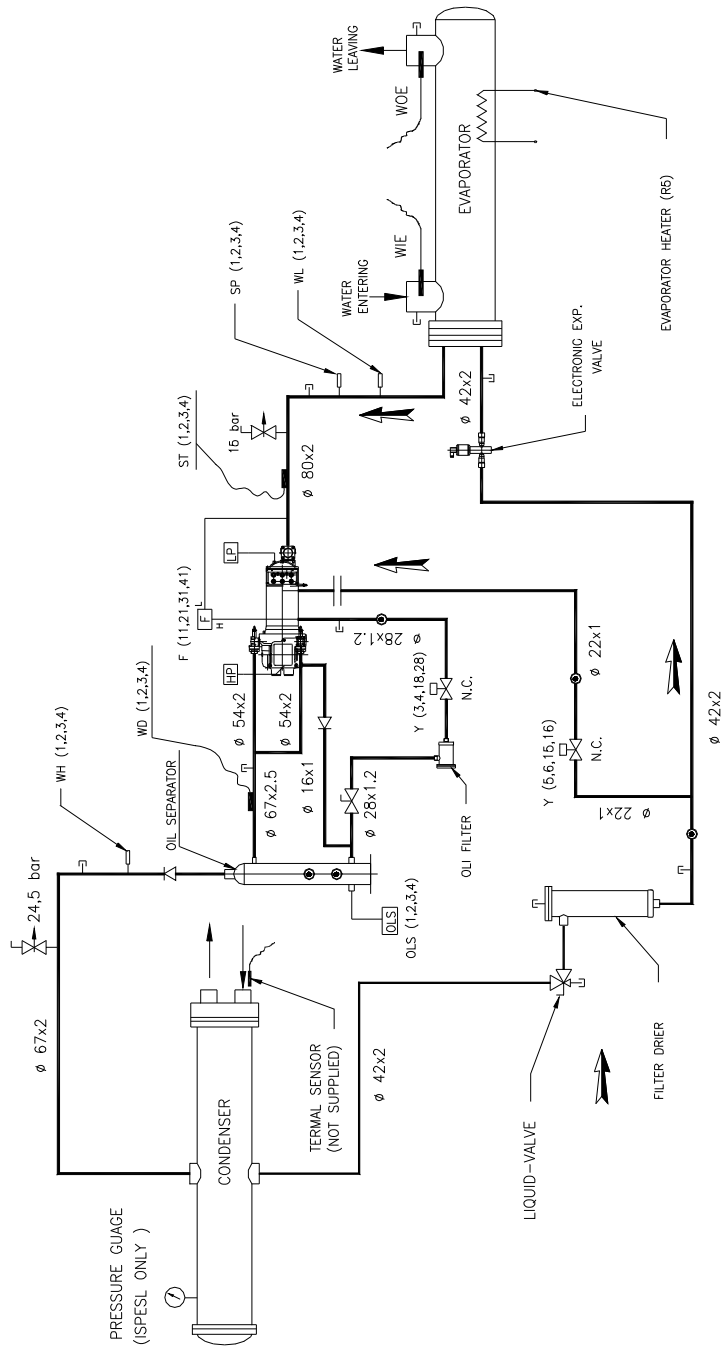 PRESSURE GUAGE
(ISPESL ONLY )
ø 67x2
24,5 bar
WH (1,2,3,4)
WD (1,2,3,4)
F (11,21,31,41)
F
L
H
ST (1,2,3,4)
15 bar
SP (1,2,3,4)
WL (1,2,3,4)
WATER
ENTERING
WIE
WATER
LEAVING
WOE
CONDENSER
OIL SEPARATOR
HP
LP
ø 54x2
ø 54x2
ø 67x2.5
ø 80x2
EVAPORATOR
TERMAL SENSOR
(NOT SUPPLIED)
ø 16x1
ø 42x2
OLS
OLS (1,2,3,4)
ø 28x1.2
ø 28x1.2
Y (3,4,18,28)
N.C.
OLI FILTER
ø 42x2
LIQUID-VALVE
Y (5,6,15,16)
N.C.
ø 22x1
ø 22x1
ELECTRONIC EXP.
VALVE
EVAPORATOR HEATER (R5)
FILTER DRIER
ø 42x2